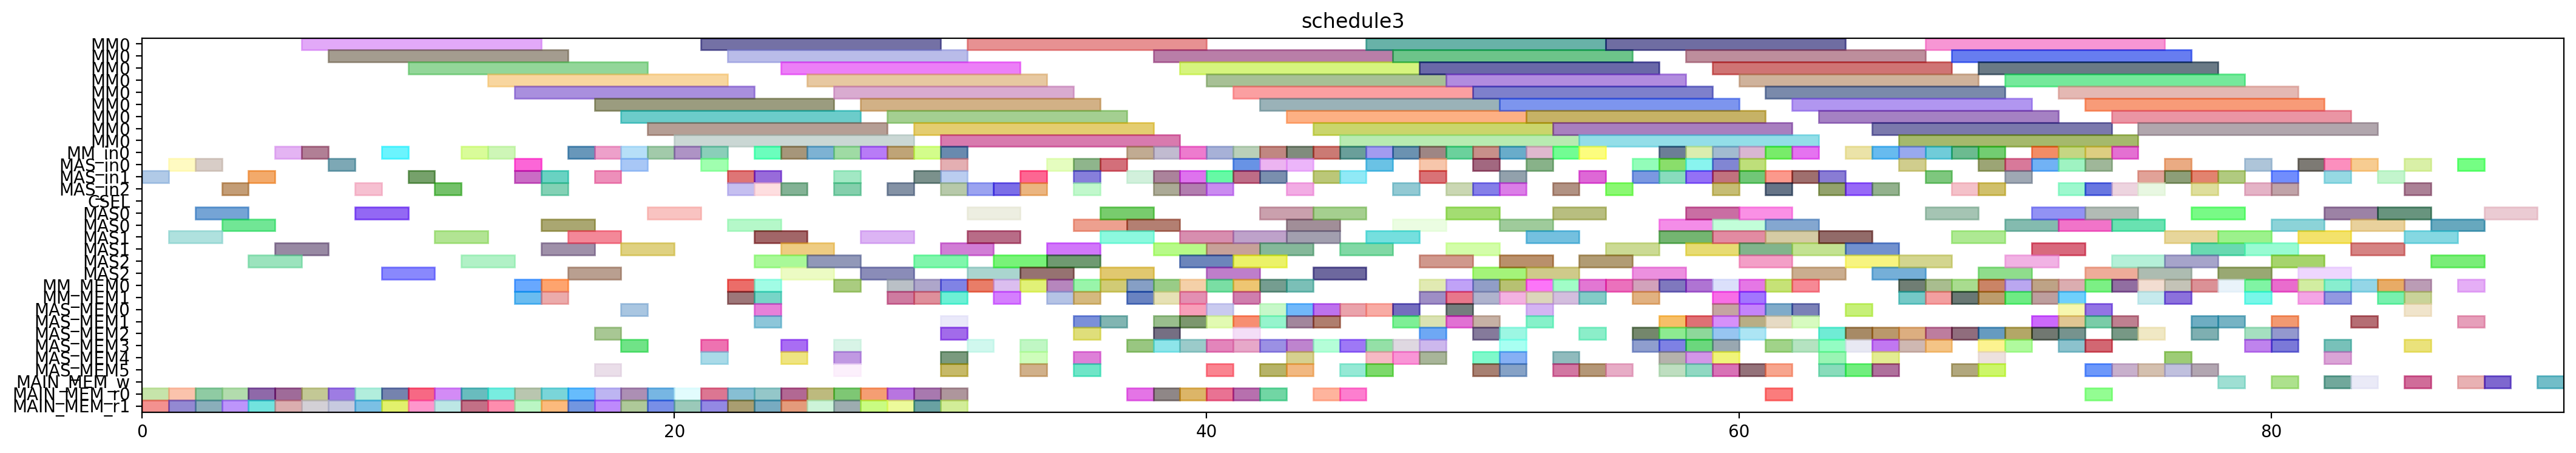 schedule3
MM0
MM0
MM0
MM0
MM0
MM0
MM0
MM0
MM0
MM_in0
MAS_in0
MAS_in1
MAS_in2
CSEL
MAS0
MAS0
MAS1
MAS1
MAS2
MAS2
MM_MEM0
MM_MEM1
MAS_MEM0
MAS_MEM1
MAS_MEM2
MAS_MEM3
MAS_MEM4
MAS_MEM5
MAIN_MEM_w
MAIN_MEM_r0
MAIN_MEM_r1
0 20 40 60 80